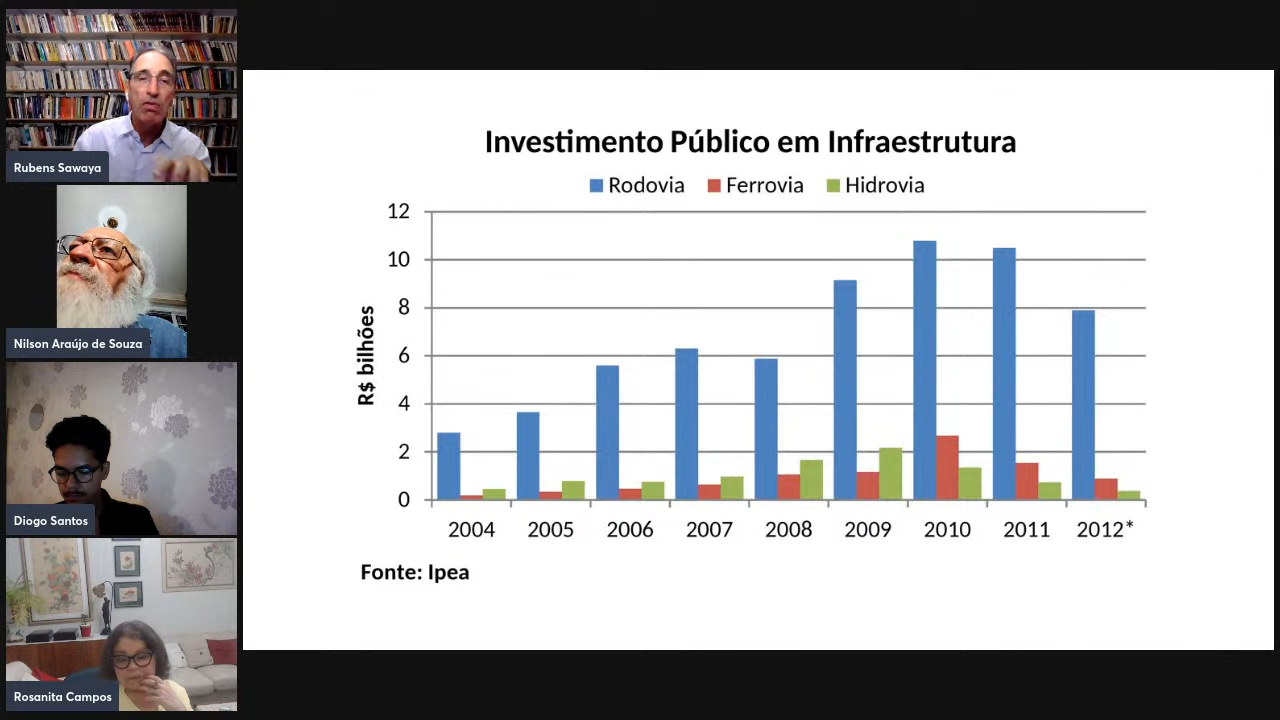 Rubens Sawaya
Nilson Araújo de Souza
Diogo Santos
Rosanita Campos
Investimento Público em Infraestrutura
Rodovia Ferrovia Hidrovia
12
10
8
6
4
2
0
R$ bilhões
2004 2005 2006 2007 2008 2009 2010 2011 2012*
Fonte: Ipea